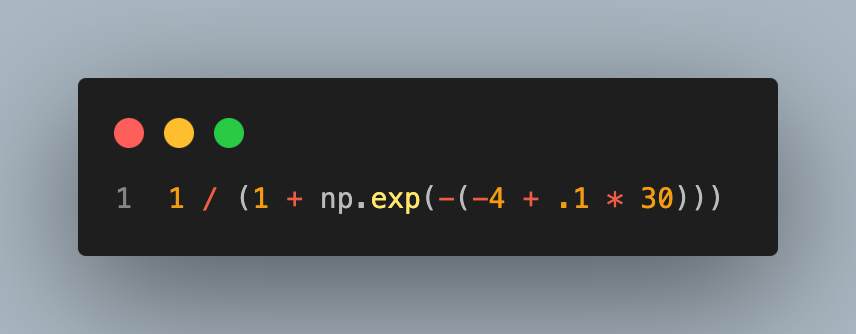 1 1 / (1 + np.exp(-(-4 + .1 * 30)))